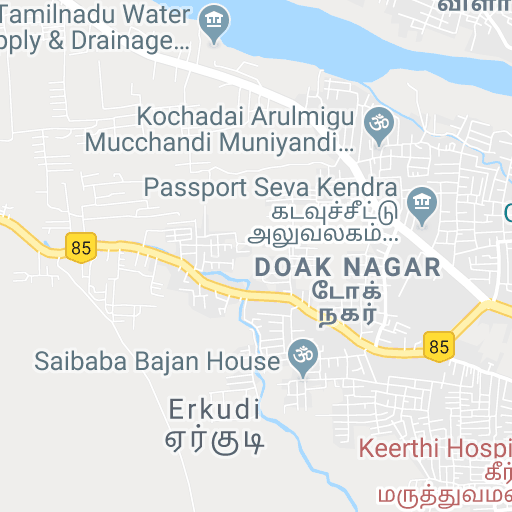 Tamilnadu Water
pply & Drainage...
Kochadai Arulmigu
Mucchandi Muniyandi...
Passport Seva Kendra
கடவுச்சீட்டு
அலுவலகம்...
85
DOAK NAGAR
டோக்
நகர்
85
Saibaba Bajan House
Erkudi
ஏர்குடி
Keerthi Hospi
கீர்
மருத்துவமன